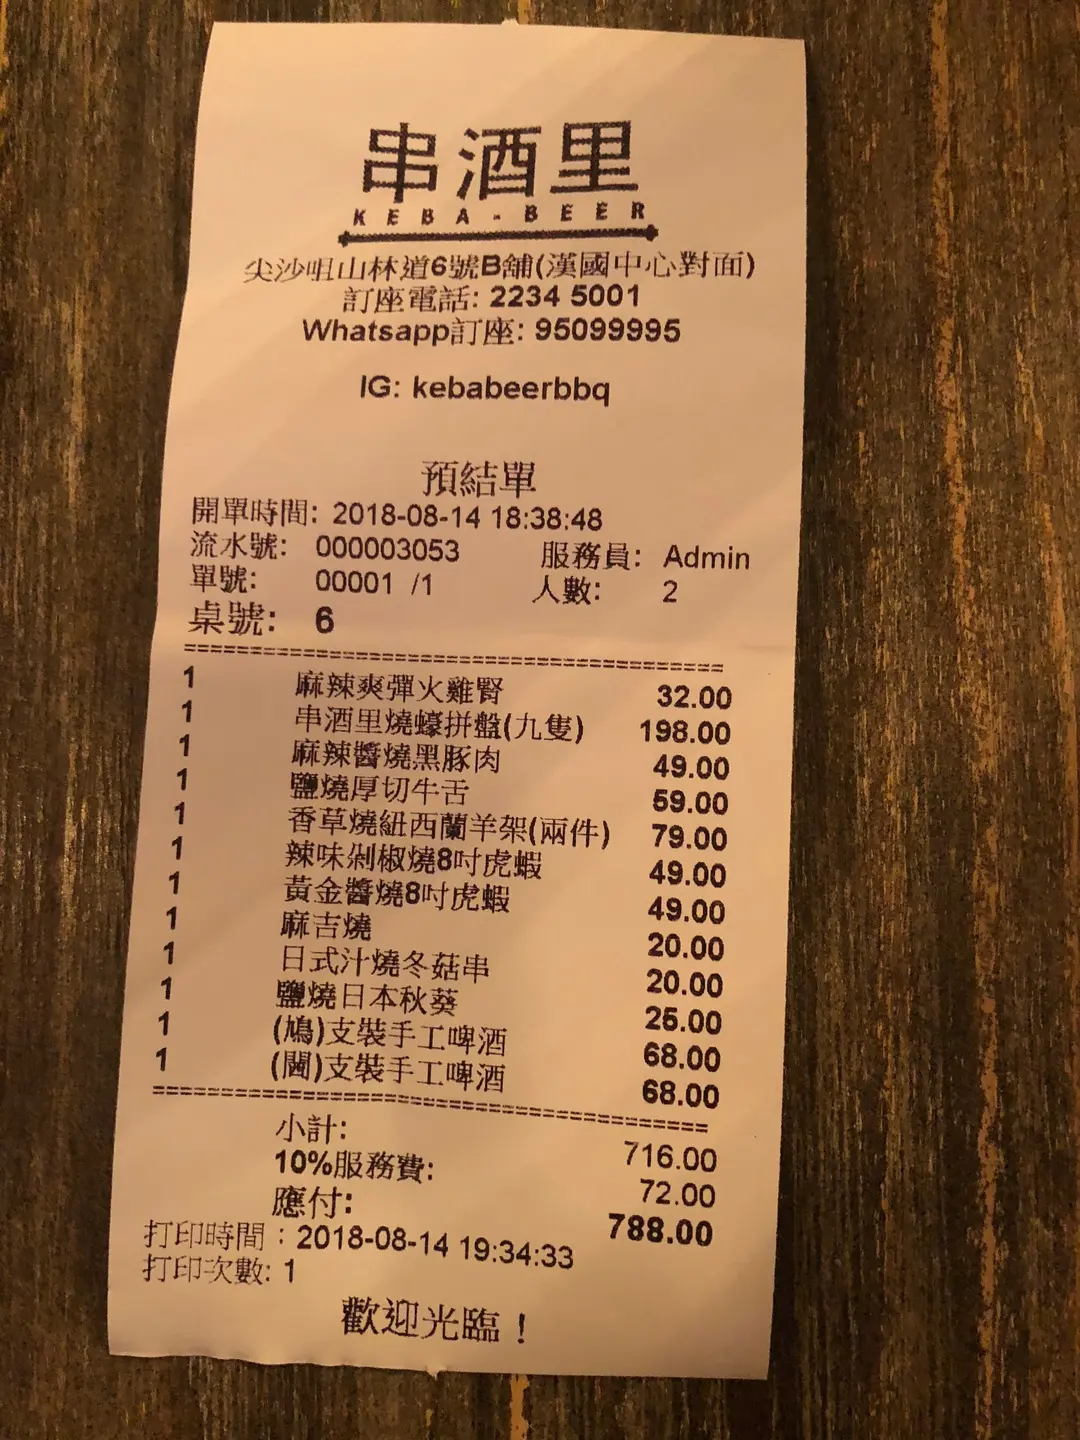 串酒里
KEBA-BEER
尖沙咀山林道6號B舖(漢國中心對面)
訂座電話: 2234 5001
Whatsapp訂座: 95099995
IG: kebabeerbbq
預結單
開單時間: 2018-08-14 18:38:48
流水號: 000003053 服務員: Admin
單號: 00001 /1 人數: 2
桌號: 6
1 麻辣爽彈火雞腎 32.00
1 串酒里燒蠔拼盤(九隻) 198.00
1 麻辣醬燒黑豚肉 49.00
1 鹽燒厚切牛舌 59.00
1 香草燒紐西蘭羊架(兩件) 79.00
1 辣味剁椒燒8吋虎蝦 49.00
1 黃金醬燒8吋虎蝦 49.00
1 麻吉燒 20.00
1 日式汁燒冬菇串 20.00
1 鹽燒日本秋葵 25.00
1 (鳩)支裝手工啤酒 68.00
1 (閪)支裝手工啤酒 68.00
小計: 716.00
10%服務費: 72.00
應付: 788.00
打印時間：2018-08-14 19:34:33
打印次數: 1
歡迎光臨！